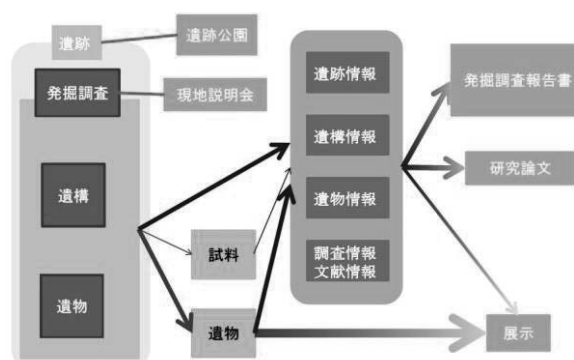 遺跡
遺跡公園
発掘調査
現地説明会
遺構
遺物
試料
遺物
遺跡情報
遺構情報
遺物情報
調査情報
文献情報
発掘調査報告書
研究論文
展示